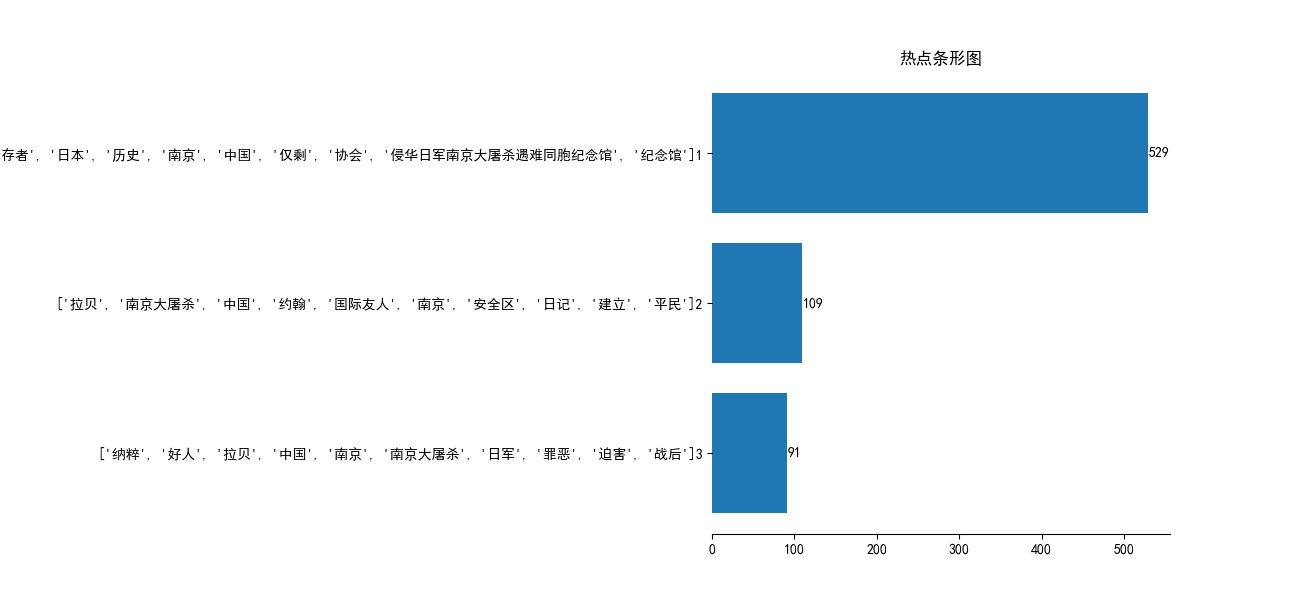 热点条形图
存者', '日本', '历史', '南京', '中国', '仅剩', '协会', '侵华日军南京大屠杀遇难同胞纪念馆', '纪念馆']1
529
['拉贝', '南京大屠杀', '中国', '约翰', '国际友人', '南京', '安全区', '日记', '建立', '平民']2
109
['纳粹', '好人', '拉贝', '中国', '南京', '南京大屠杀', '日军', '罪恶', '迫害', '战后']3
91
0 100 200 300 400 500